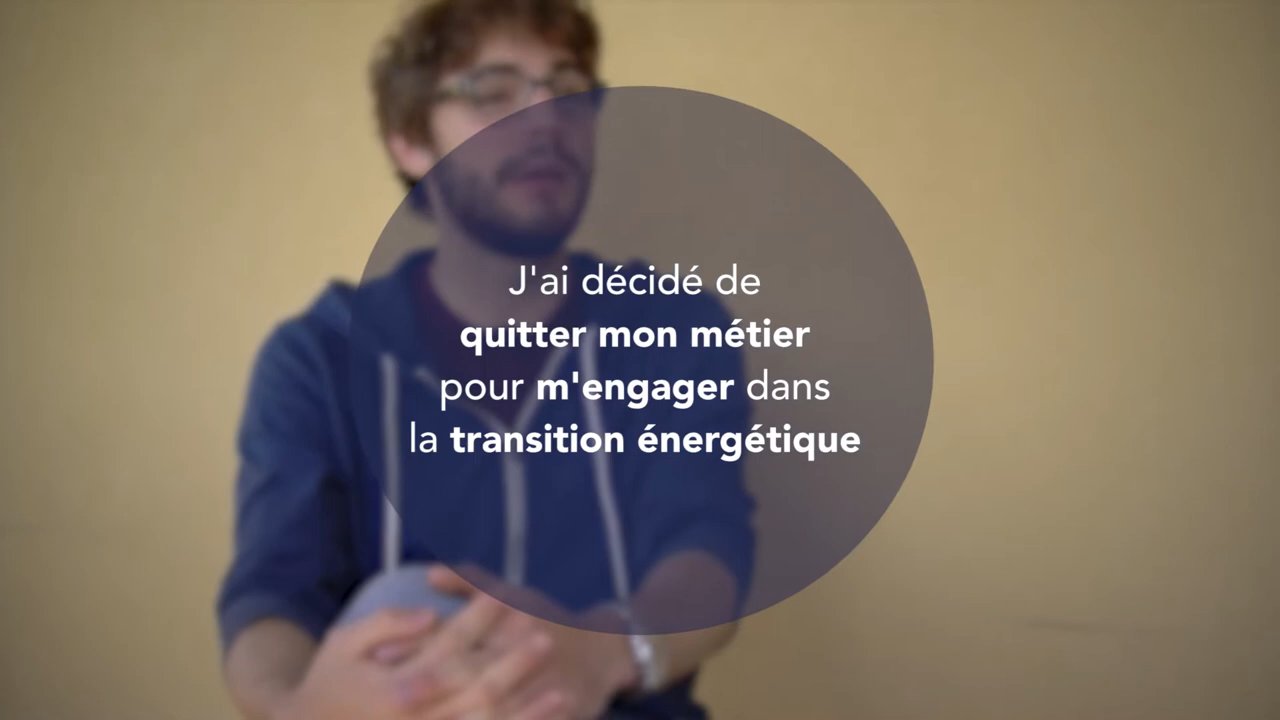 J'ai décidé de
quitter mon métier
pour m'engager dans
la transition énergétique